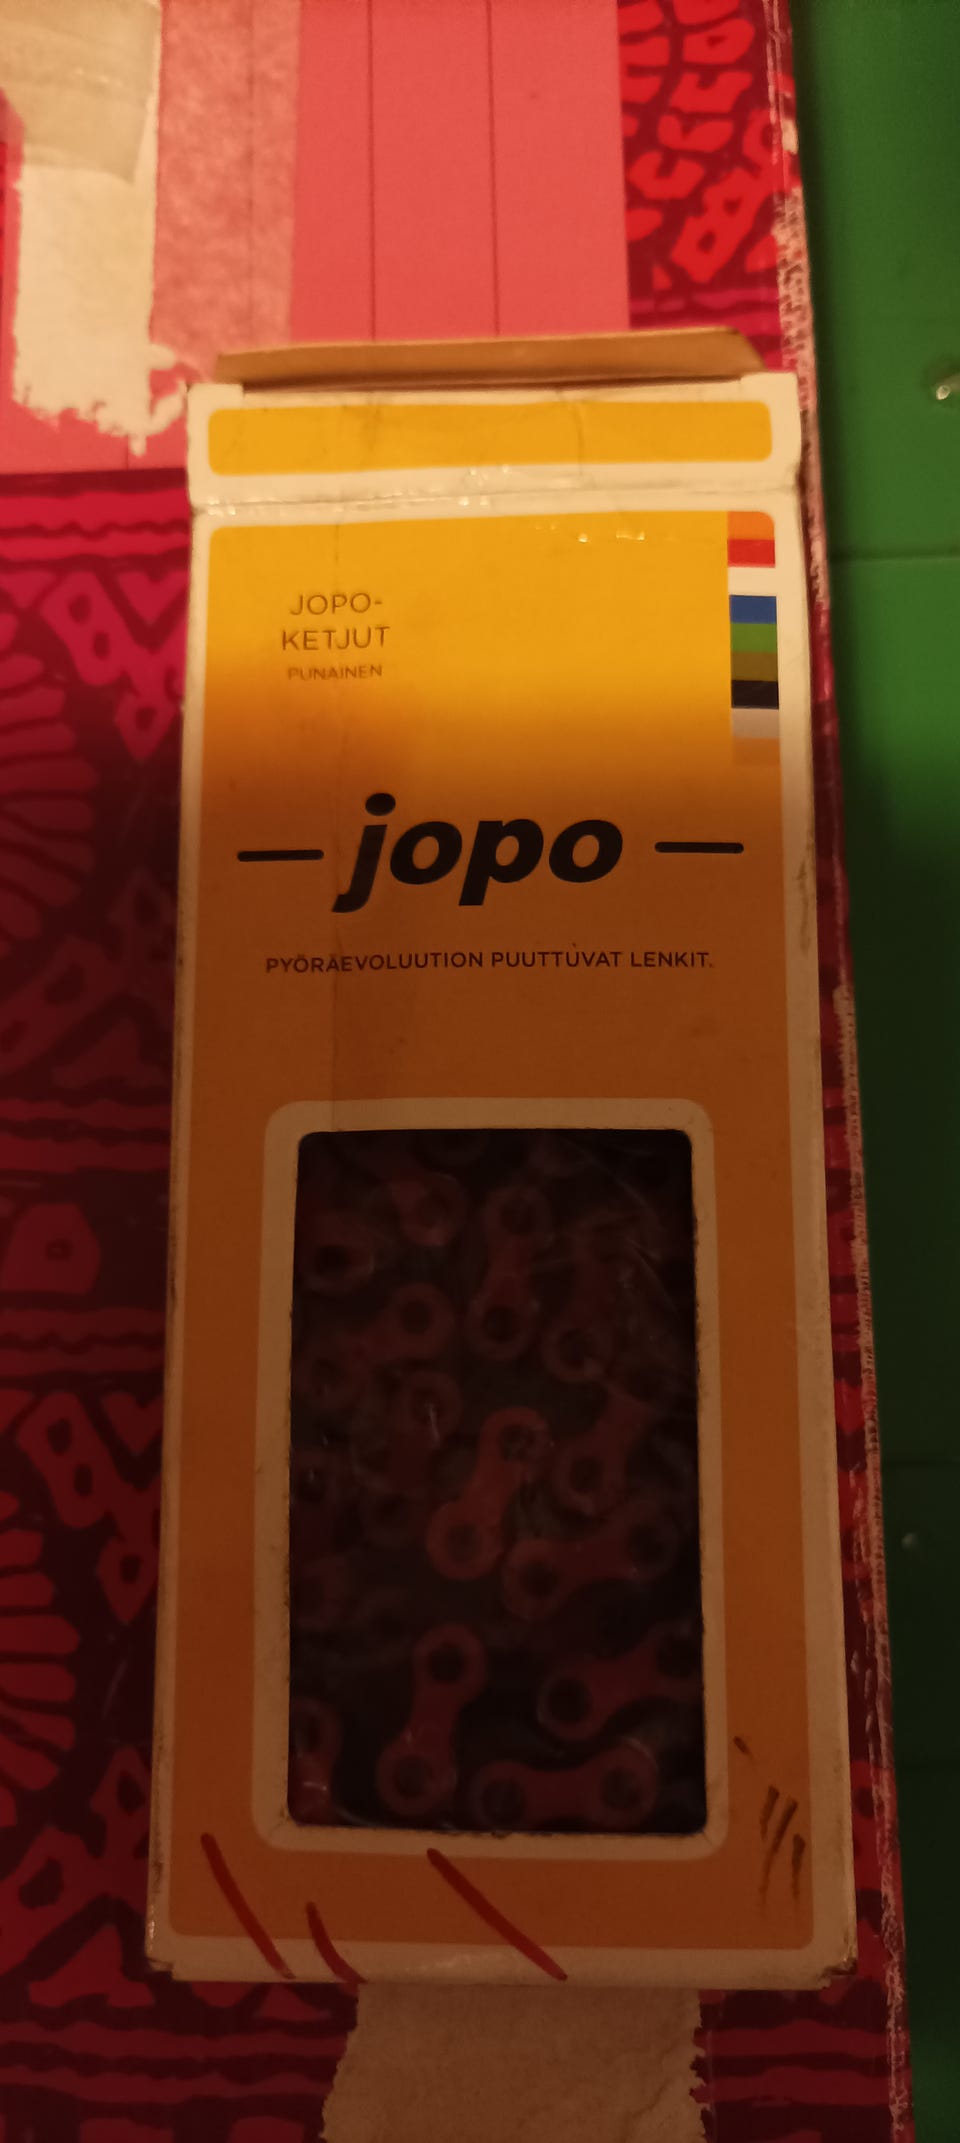 JOPO-
KETJUT
PUNAINEN
jopo
PYÖRÄEVOLUUTION PUUTTUVAT LENKIT.